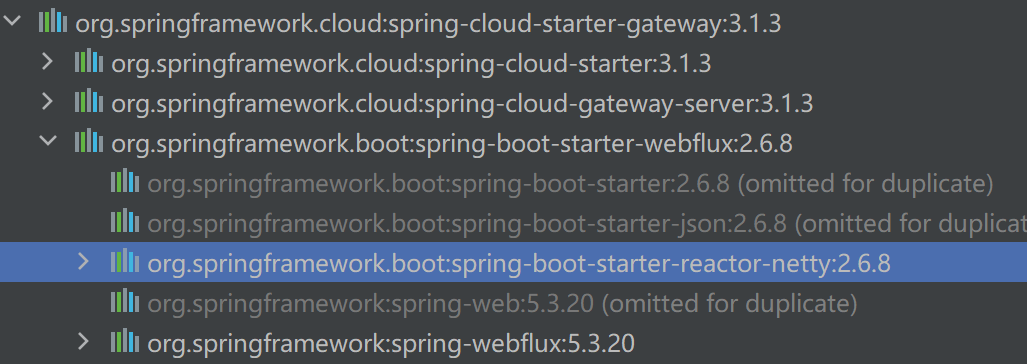 org.springframework.cloud:spring-cloud-starter-gateway:3.1.3
org.springframework.cloud:spring-cloud-starter:3.1.3
org.springframework.cloud:spring-cloud-gateway-server:3.1.3
org.springframework.boot:spring-boot-starter-webflux:2.6.8
org.springframework.boot:spring-boot-starter:2.6.8 (omitted for duplicate)
org.springframework.boot:spring-boot-starter-json:2.6.8 (omitted for duplicat
org.springframework.boot:spring-boot-starter-reactor-netty:2.6.8
org.springframework:spring-web:5.3.20 (omitted for duplicate)
org.springframework:spring-webflux:5.3.20